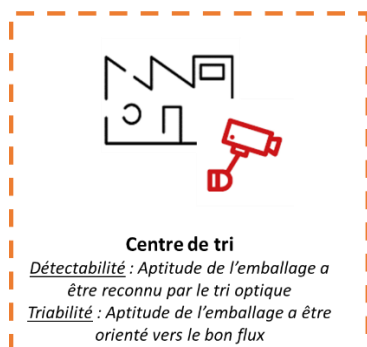 Centre de tri
Détectabilité : Aptitude de l’emballage a
être reconnu par le tri optique
Triabilité : Aptitude de l’emballage a être
orienté vers le bon flux